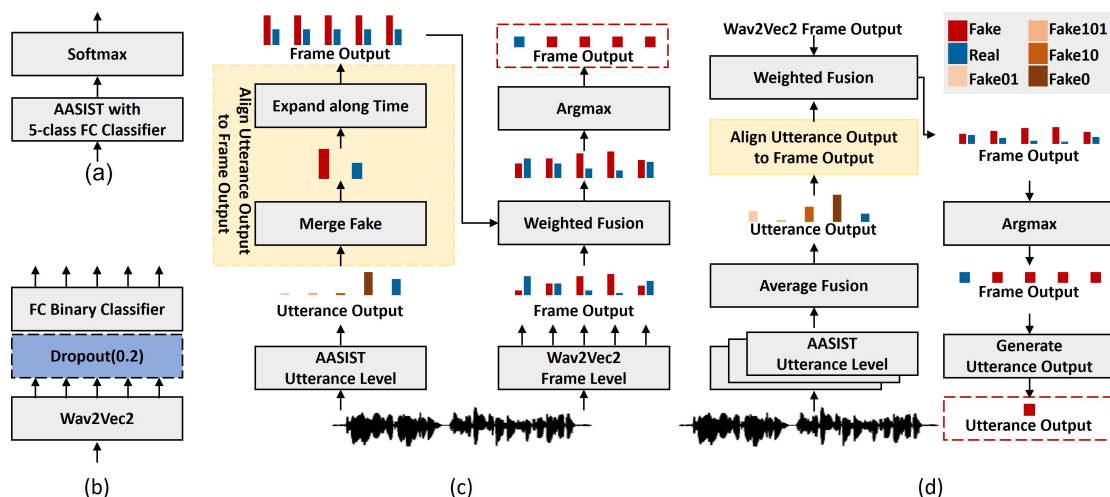 Softmax
AASIST with
5-class FC Classifier
(a)
FC Binary Classifier
Dropout(0.2)
Wav2Vec2
(b)
Frame Output
Expand along Time
Merge Fake
Align Utterance Output
to Frame Output
Utterance Output
AASIST
Utterance Level
Frame Output
Argmax
Weighted Fusion
Frame Output
Wav2Vec2
Frame Level
(c)
Wav2Vec2 Frame Output
Weighted Fusion
Align Utterance Output
to Frame Output
Utterance Output
Average Fusion
AASIST
Utterance Level
Fake
Real
Fake01
Fake101
Fake10
Fake0
Frame Output
Argmax
Frame Output
Generate
Utterance Output
Utterance Output
(d)